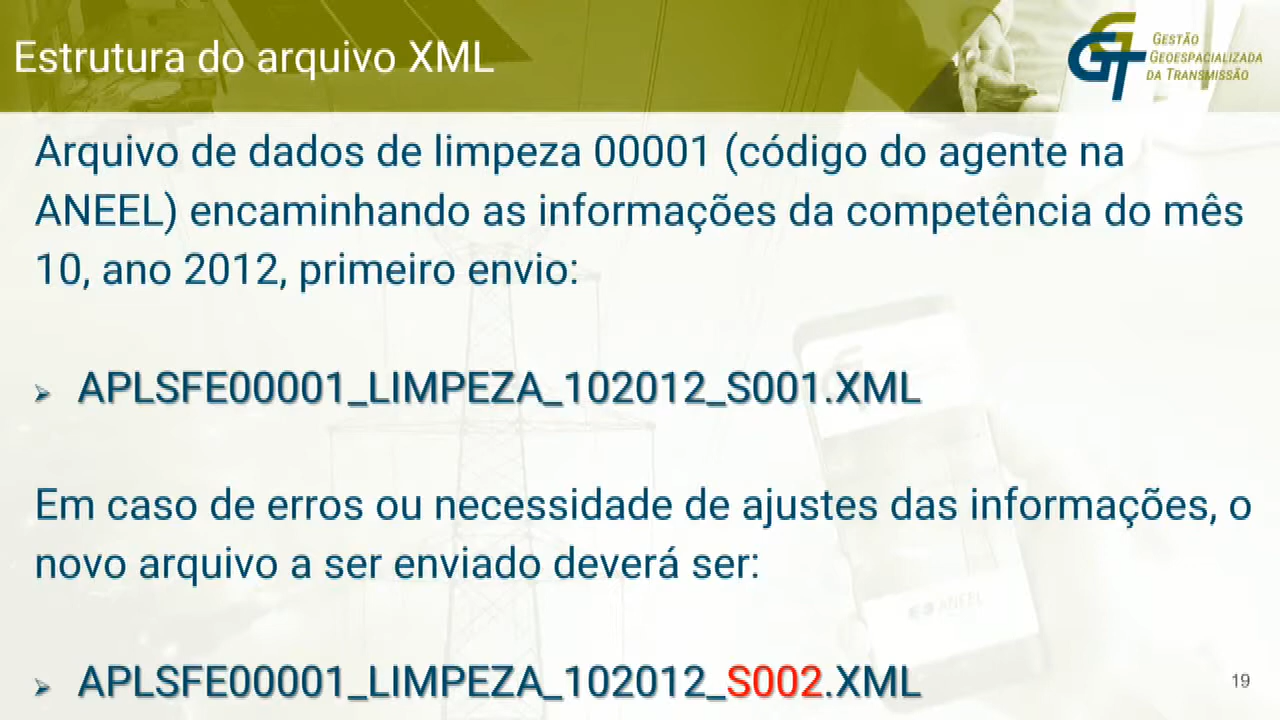 Estrutura do arquivo XML
GESTÃO
GEOESPACIALIZADA
DA TRANSMISSÃO
Arquivo de dados de limpeza 00001 (código do agente na
ANEEL) encaminhando as informações da competência do mês
10, ano 2012, primeiro envio:
APLSFE00001_LIMPEZA_102012_S001.XML
Em caso de erros ou necessidade de ajustes das informações, o
novo arquivo a ser enviado deverá ser:
ANEEL
APLSFE00001_LIMPEZA_102012_S002.XML
19